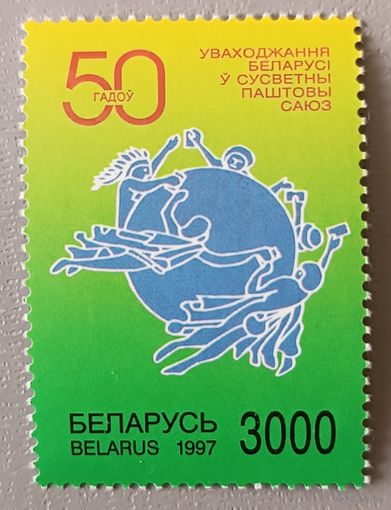 50
ГАДОЎ
УВАХОДЖАННЯ
БЕЛАРУСІ
Ў СУСВЕТНЫ
ПАШТОВЫ
САЮЗ
БЕЛАРУСЬ
BELARUS 1997
3000